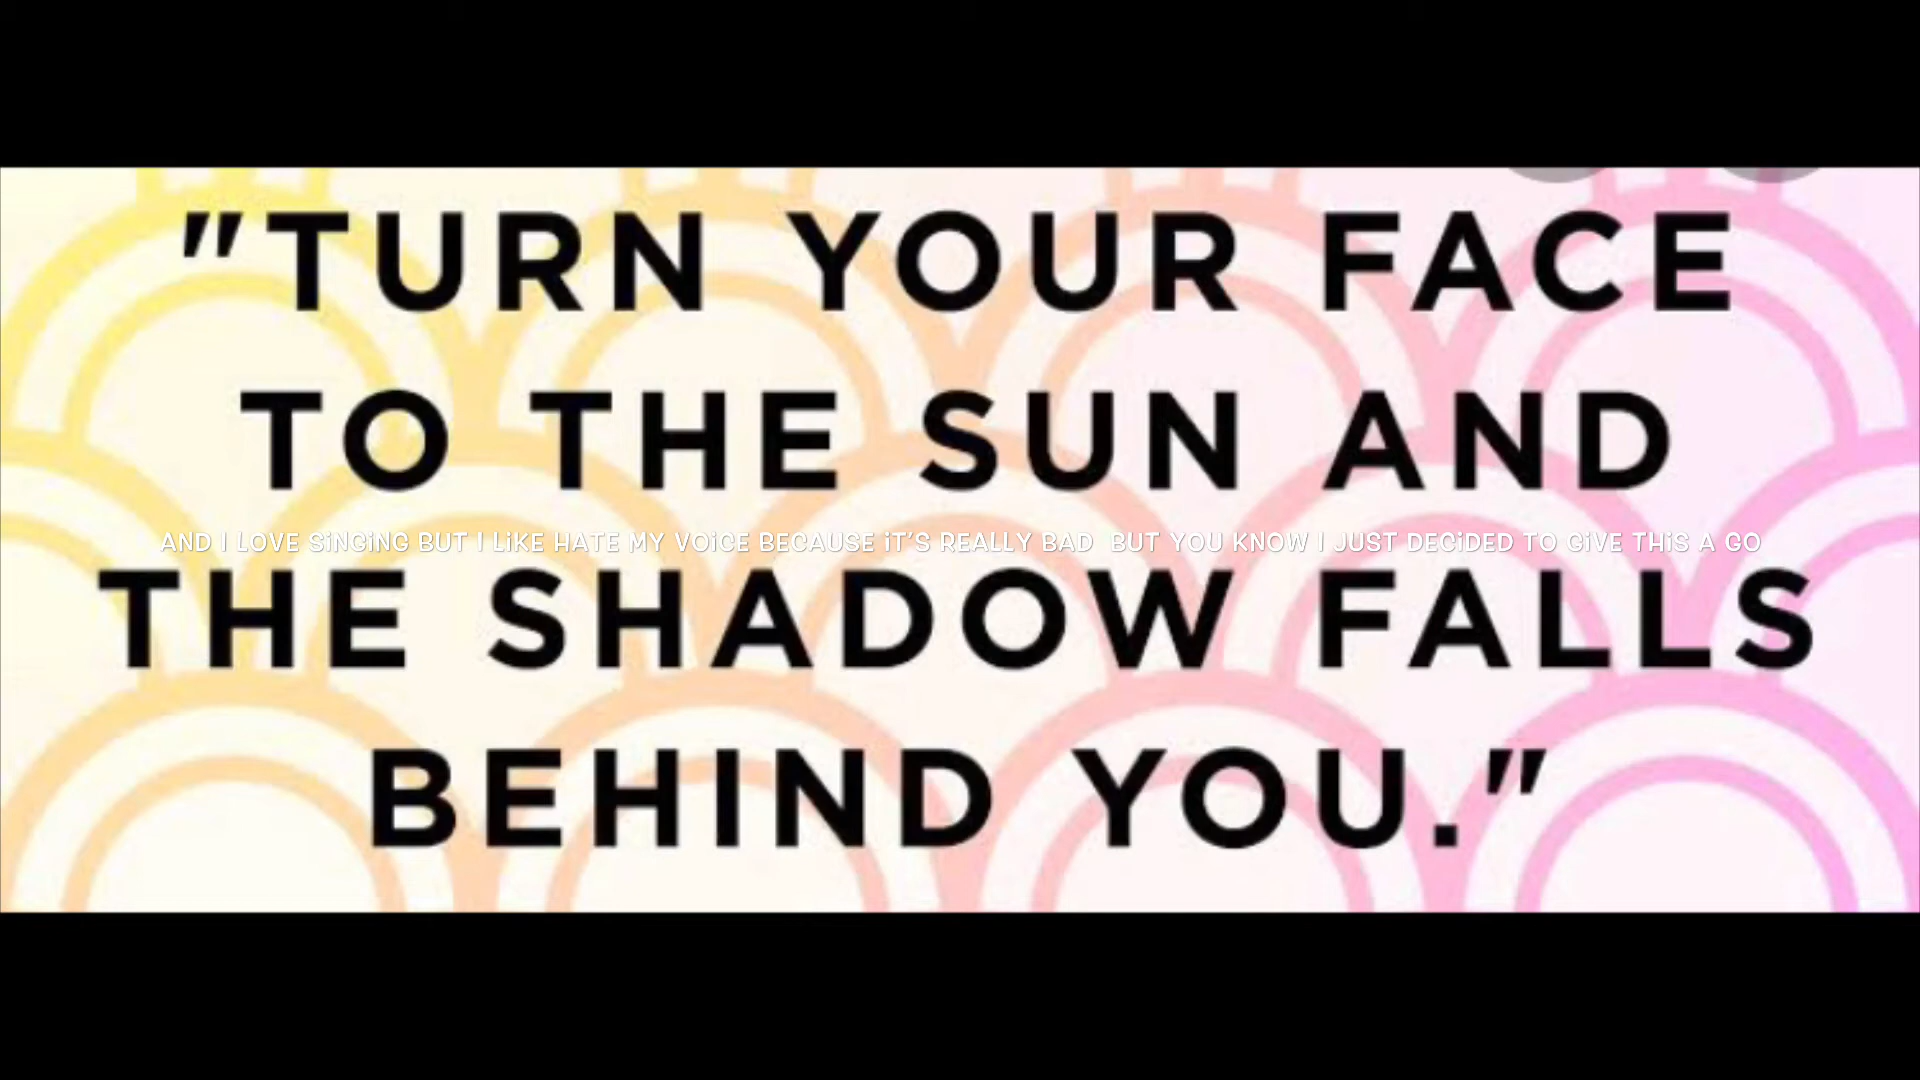 "TURN YOUR FACE
TO THE SUN AND
AND I LOVE SINGING BUT I LIKE HATE MY VOICE BECAUSE IT'S REALLY BAD BUT YOU KNOW I JUST DECIDED TO GIVE THIS A GO
THE SHADOW FALLS
BEHIND YOU."